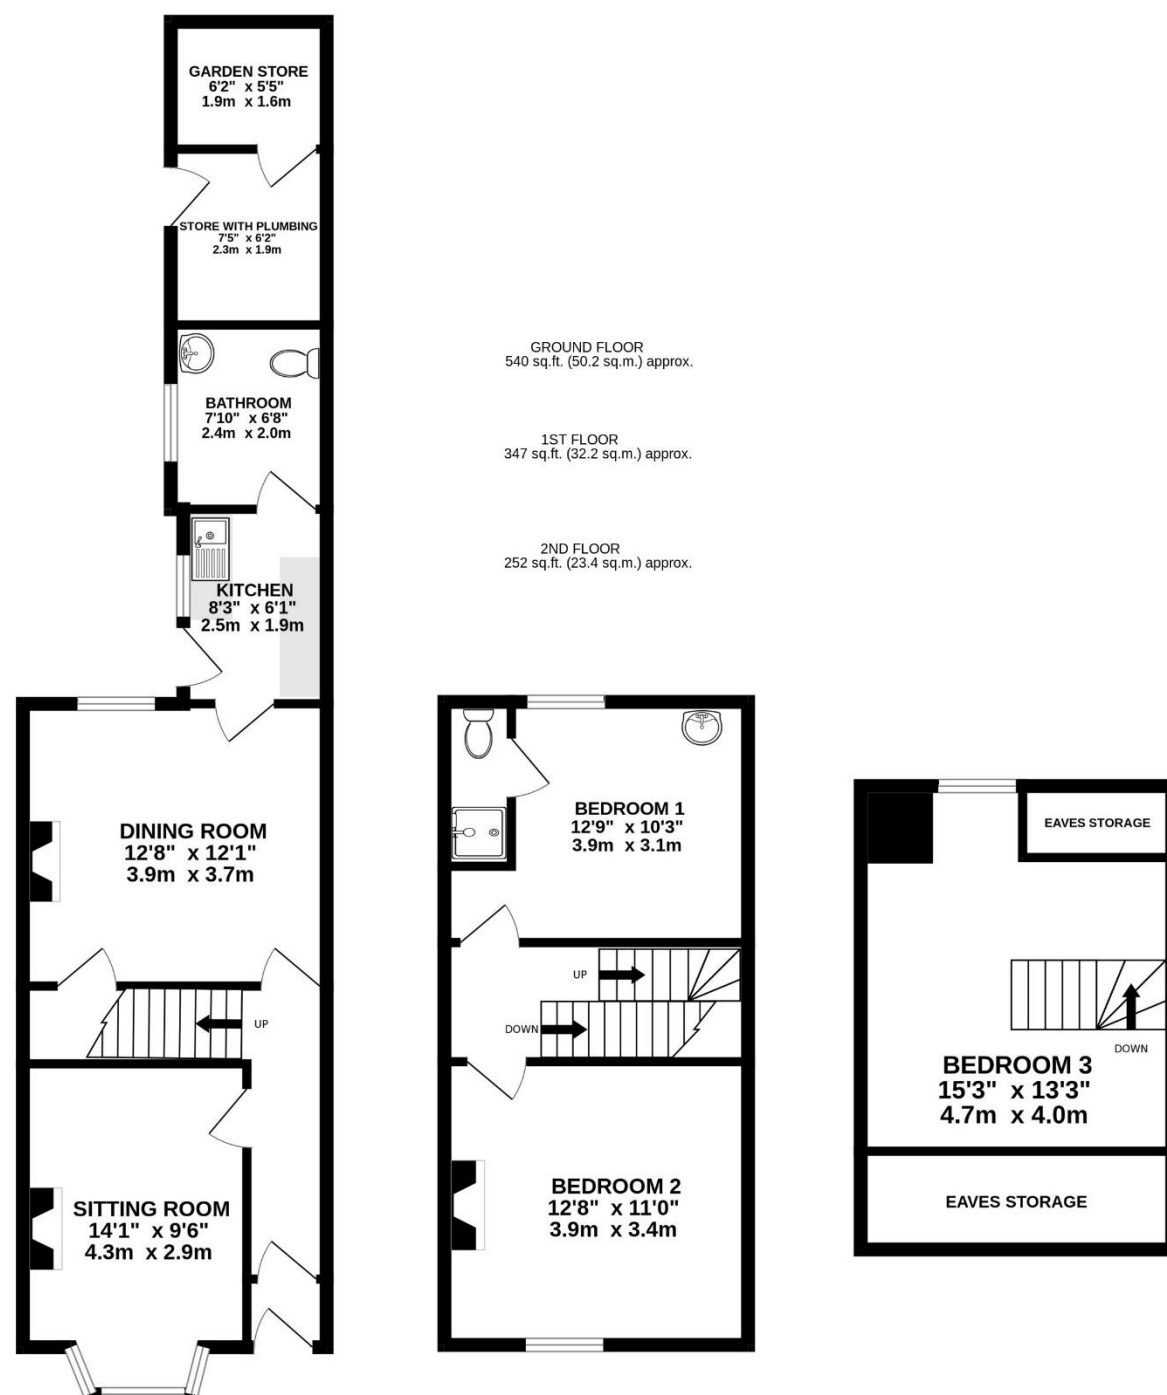 GARDEN STORE
6'2" x 5'5"
1.9m x 1.6m
STORE WITH PLUMBING
7'5" x 6'2"
2.3m x 1.9m
BATHROOM
7'10" x 6'8"
2.4m x 2.0m
KITCHEN
8'3" x 6'1"
2.5m x 1.9m
DINING ROOM
12'8" x 12'1"
3.9m x 3.7m
UP
SITTING ROOM
14'1" x 9'6"
4.3m x 2.9m
GROUND FLOOR
540 sq.ft. (50.2 sq.m.) approx.
1ST FLOOR
347 sq.ft. (32.2 sq.m.) approx.
2ND FLOOR
252 sq.ft. (23.4 sq.m.) approx.
BEDROOM 1
12'9" x 10'3"
3.9m x 3.1m
UP
DOWN
BEDROOM 2
12'8" x 11'0"
3.9m x 3.4m
EAVES STORAGE
DOWN
BEDROOM 3
15'3" x 13'3"
4.7m x 4.0m
EAVES STORAGE